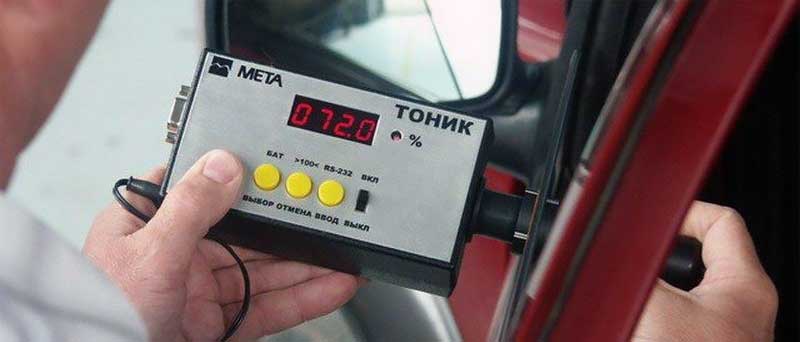 МЕТА
072.0
ТОНИК
%
БАТ >100< RS-232 ВКЛ
ВЫБОР ОТМЕНА ВВОД ВЫКЛ